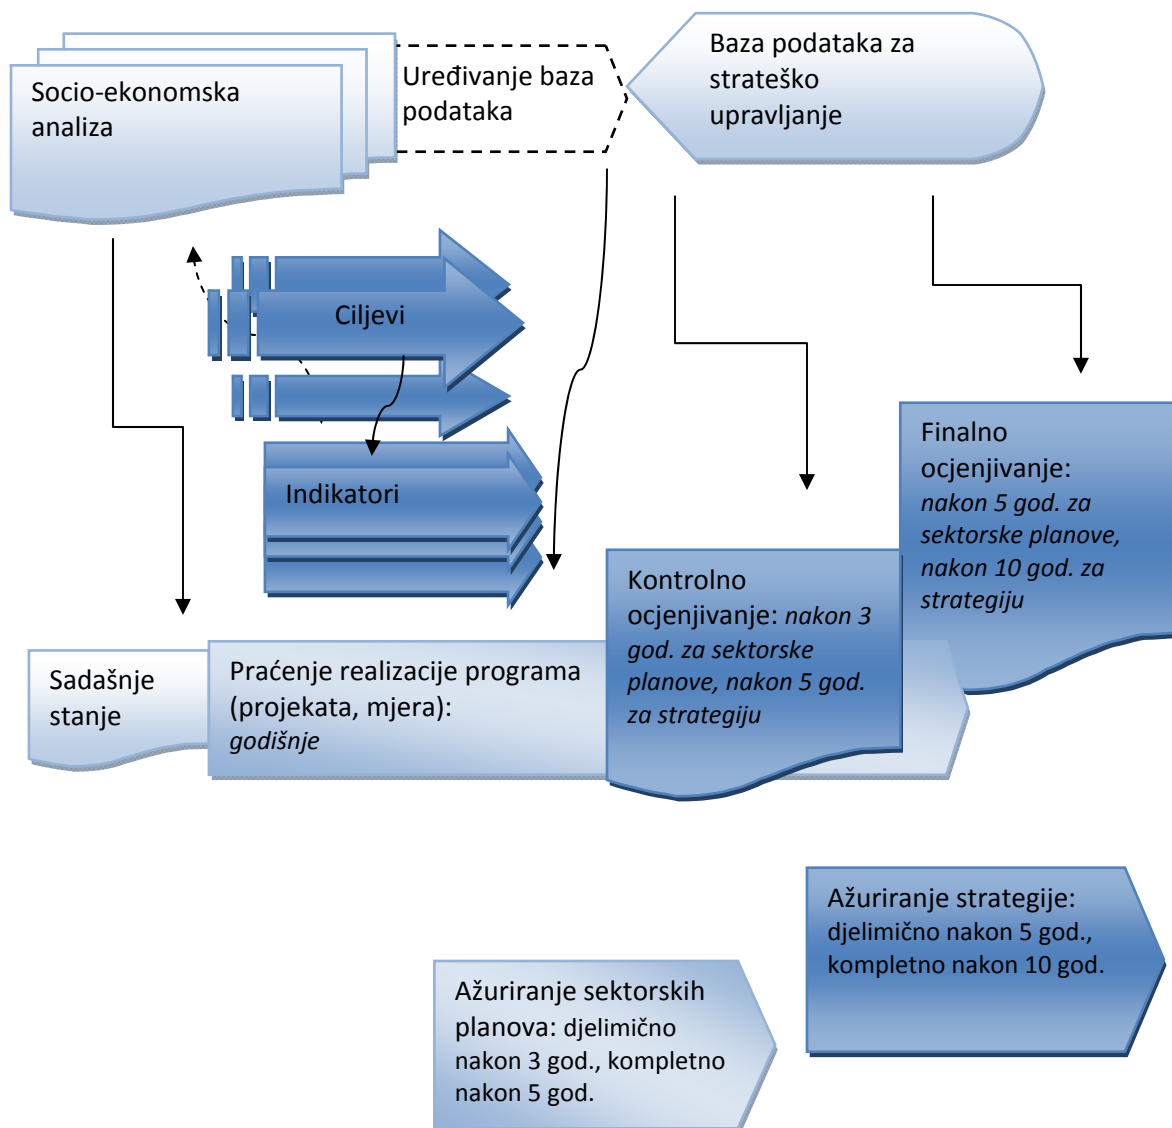 Socio-ekonomska
analiza
Uređivanje baza
podataka
Baza podataka za
strateško
upravljanje
Ciljevi
Indikatori
Finalno
ocjenjivanje:
nakon 5 god. za
sektorske planove,
nakon 10 god. za
strategiju
Kontrolno
ocjenjivanje: nakon 3
god. za sektorske
planove, nakon 5 god.
za strategiju
Sadašnje
stanje
Praćenje realizacije programa
(projekata, mjera):
godišnje
Ažuriranje strategije:
djelimično nakon 5 god.,
kompletno nakon 10 god.
Ažuriranje sektorskih
planova: djelimično
nakon 3 god., kompletno
nakon 5 god.